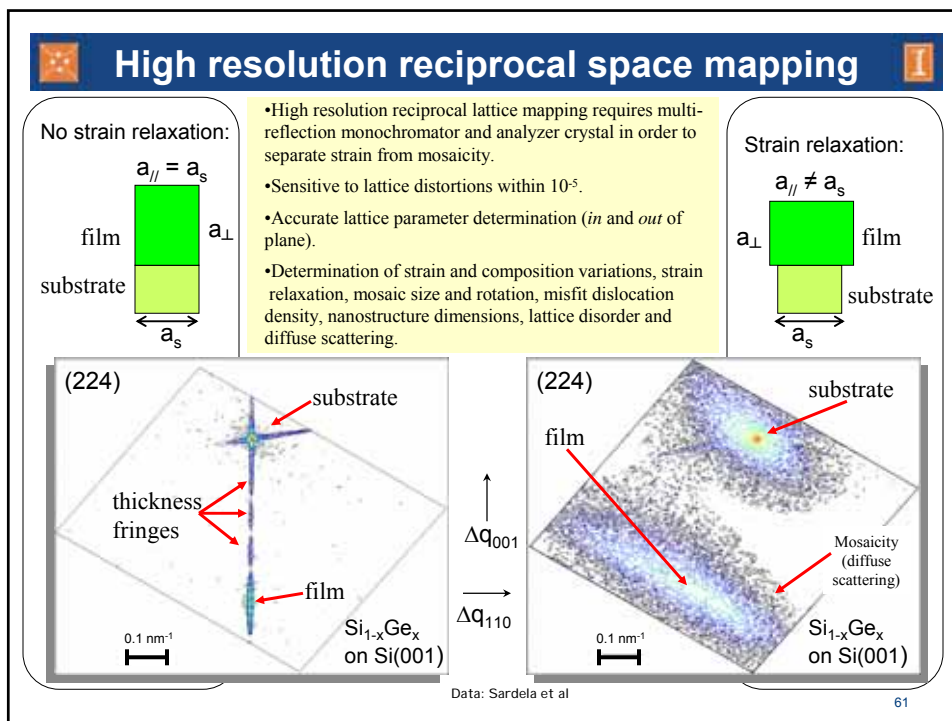 High resolution reciprocal space mapping
No strain relaxation:
a// = as
film
a⊥
substrate
as
•High resolution reciprocal lattice mapping requires multi-
reflection monochromator and analyzer crystal in order to
separate strain from mosaicity.
•Sensitive to lattice distortions within 10-5.
•Accurate lattice parameter determination (in and out of
plane).
•Determination of strain and composition variations, strain
relaxation, mosaic size and rotation, misfit dislocation
density, nanostructure dimensions, lattice disorder and
diffuse scattering.
Strain relaxation:
a// ≠ as
a⊥
film
substrate
as
(224)
substrate
thickness
fringes
film
0.1 nm-1
Si1-xGex
on Si(001)
Δq001
Δq110
(224)
substrate
film
Mosaicity
(diffuse
scattering)
0.1 nm-1
Si1-xGex
on Si(001)
Data: Sardela et al
61